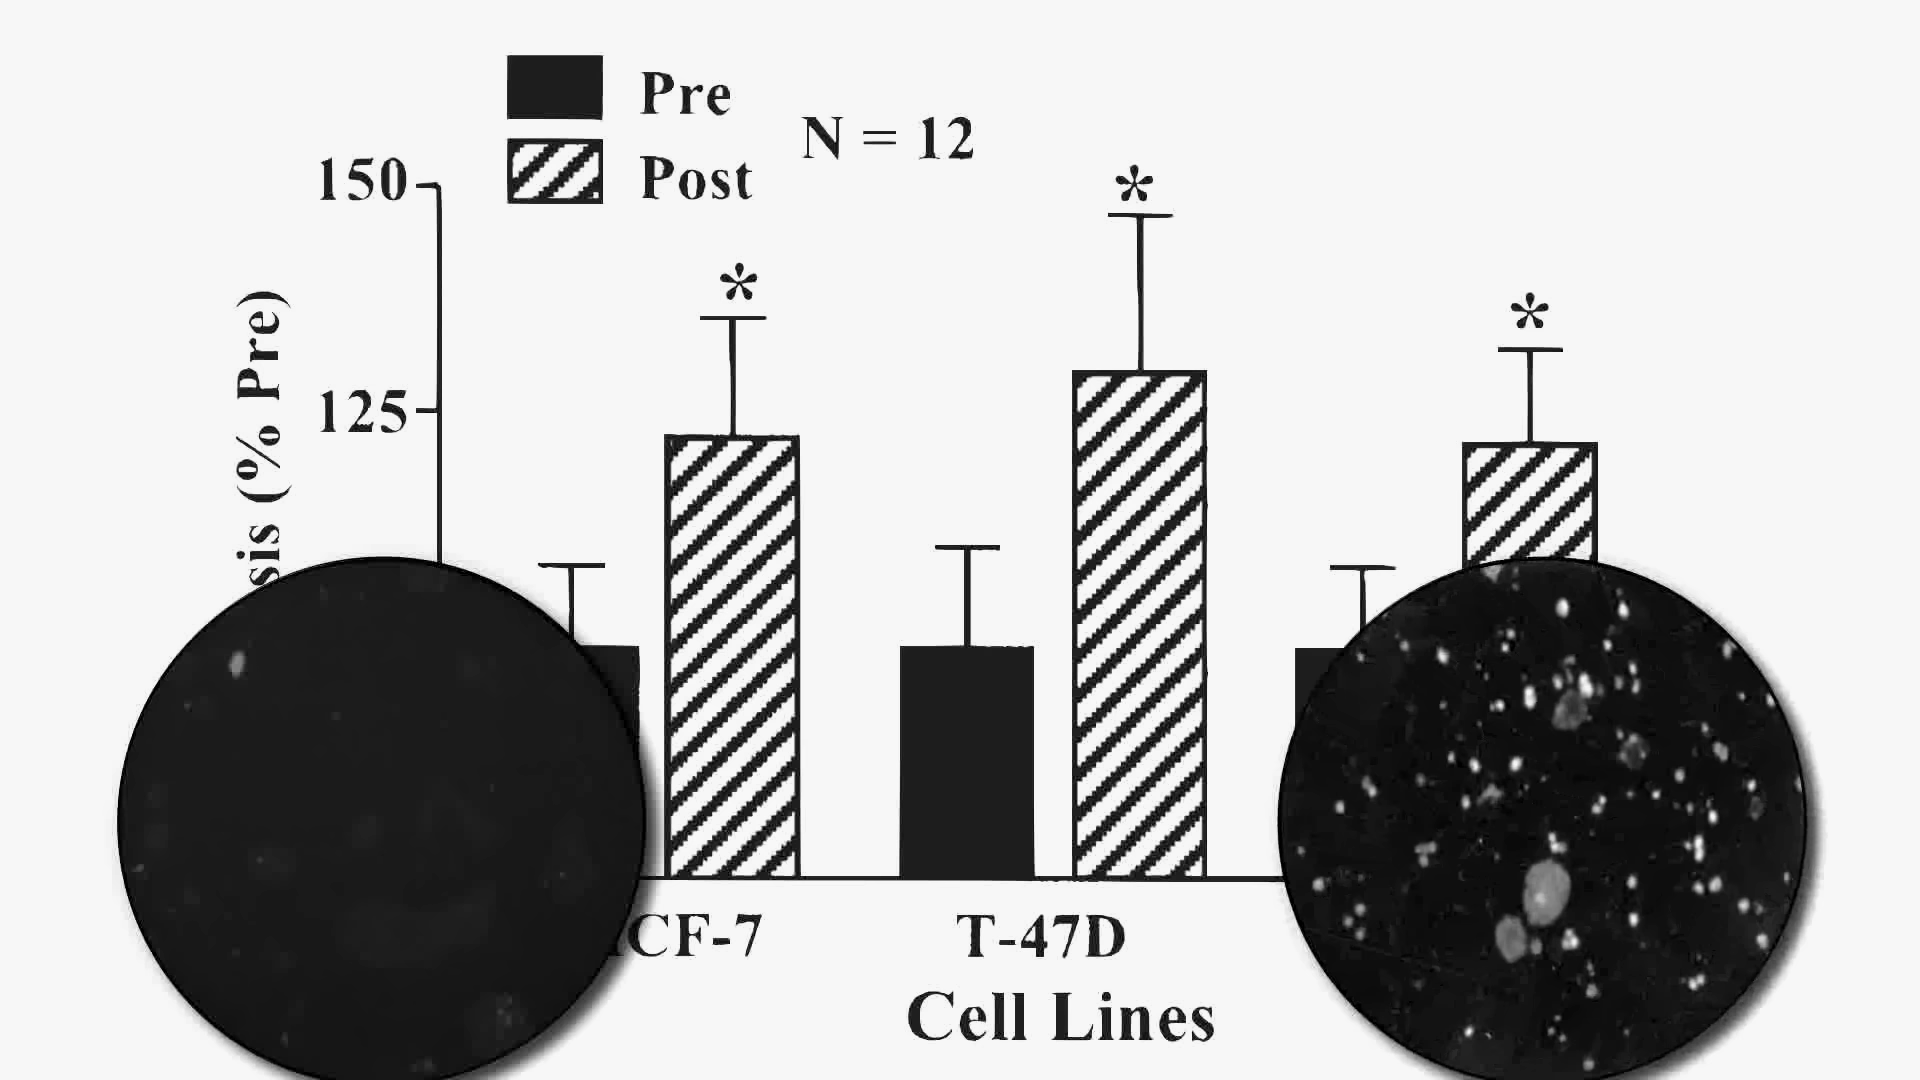 Pre
Post
N = 12
150
125
sis (% Pre)
CF-7
T-47D
Cell Lines
*
*
*